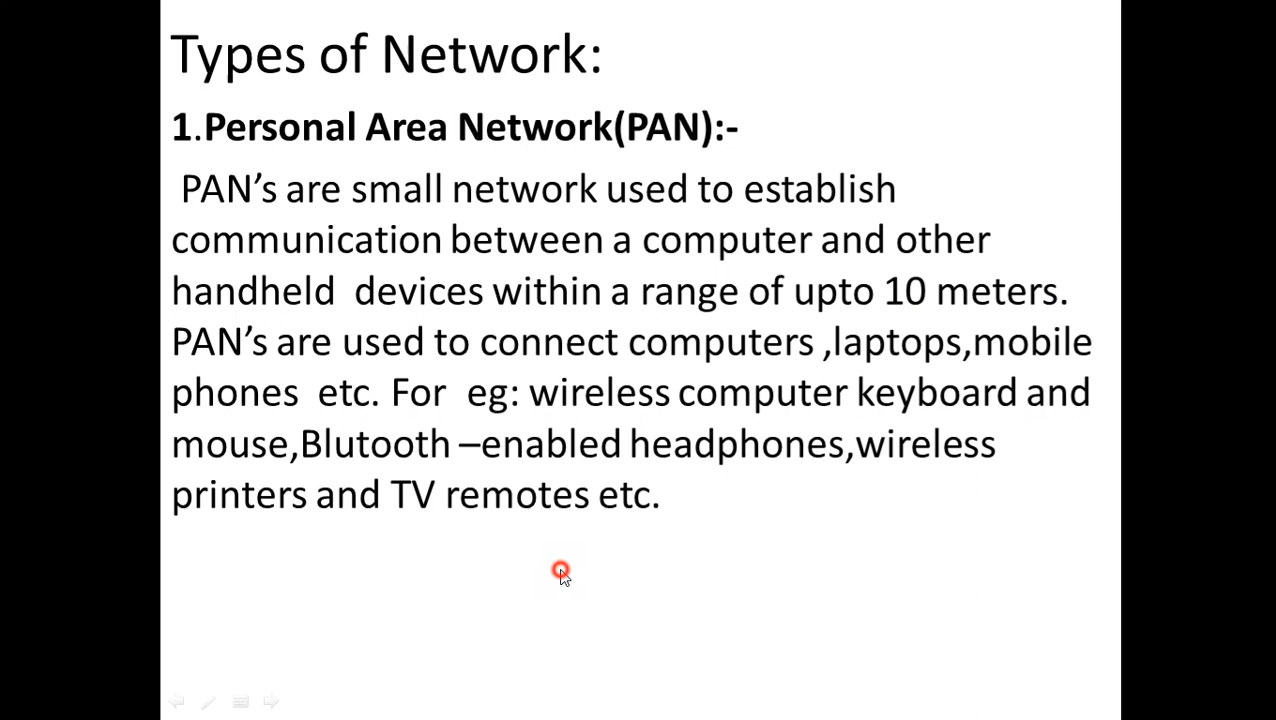 Types of Network:
1.Personal Area Network(PAN):-
PAN’s are small network used to establish
communication between a computer and other
handheld devices within a range of upto 10 meters.
PAN’s are used to connect computers ,laptops,mobile
phones etc. For eg: wireless computer keyboard and
mouse,Blutooth –enabled headphones,wireless
printers and TV remotes etc.